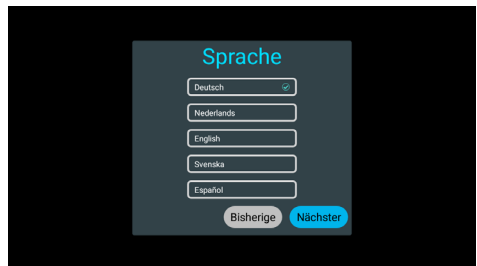 Sprache
Deutsch
Nederlands
English
Svenska
Español
Bisherige Nächster